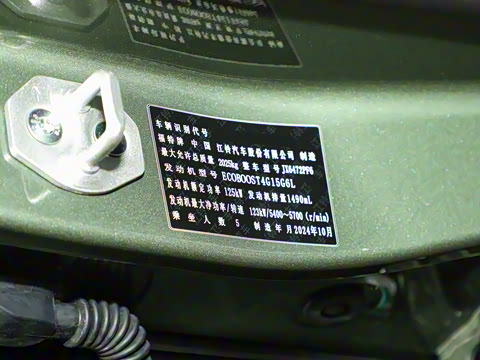 车辆识别代号
福特牌 中国 江铃汽车股份有限公司 制造
最大允许总质量 2025kg 整车型号 JX6472PF6
发动机型号 ECOBOOST4G15G6L
发动机额定功率 125kW 发动机排量 1490mL
发动机最大净功率/转速 123kW/5400~5700(r/min)
乘坐人数 5 制造年月 2024年10月